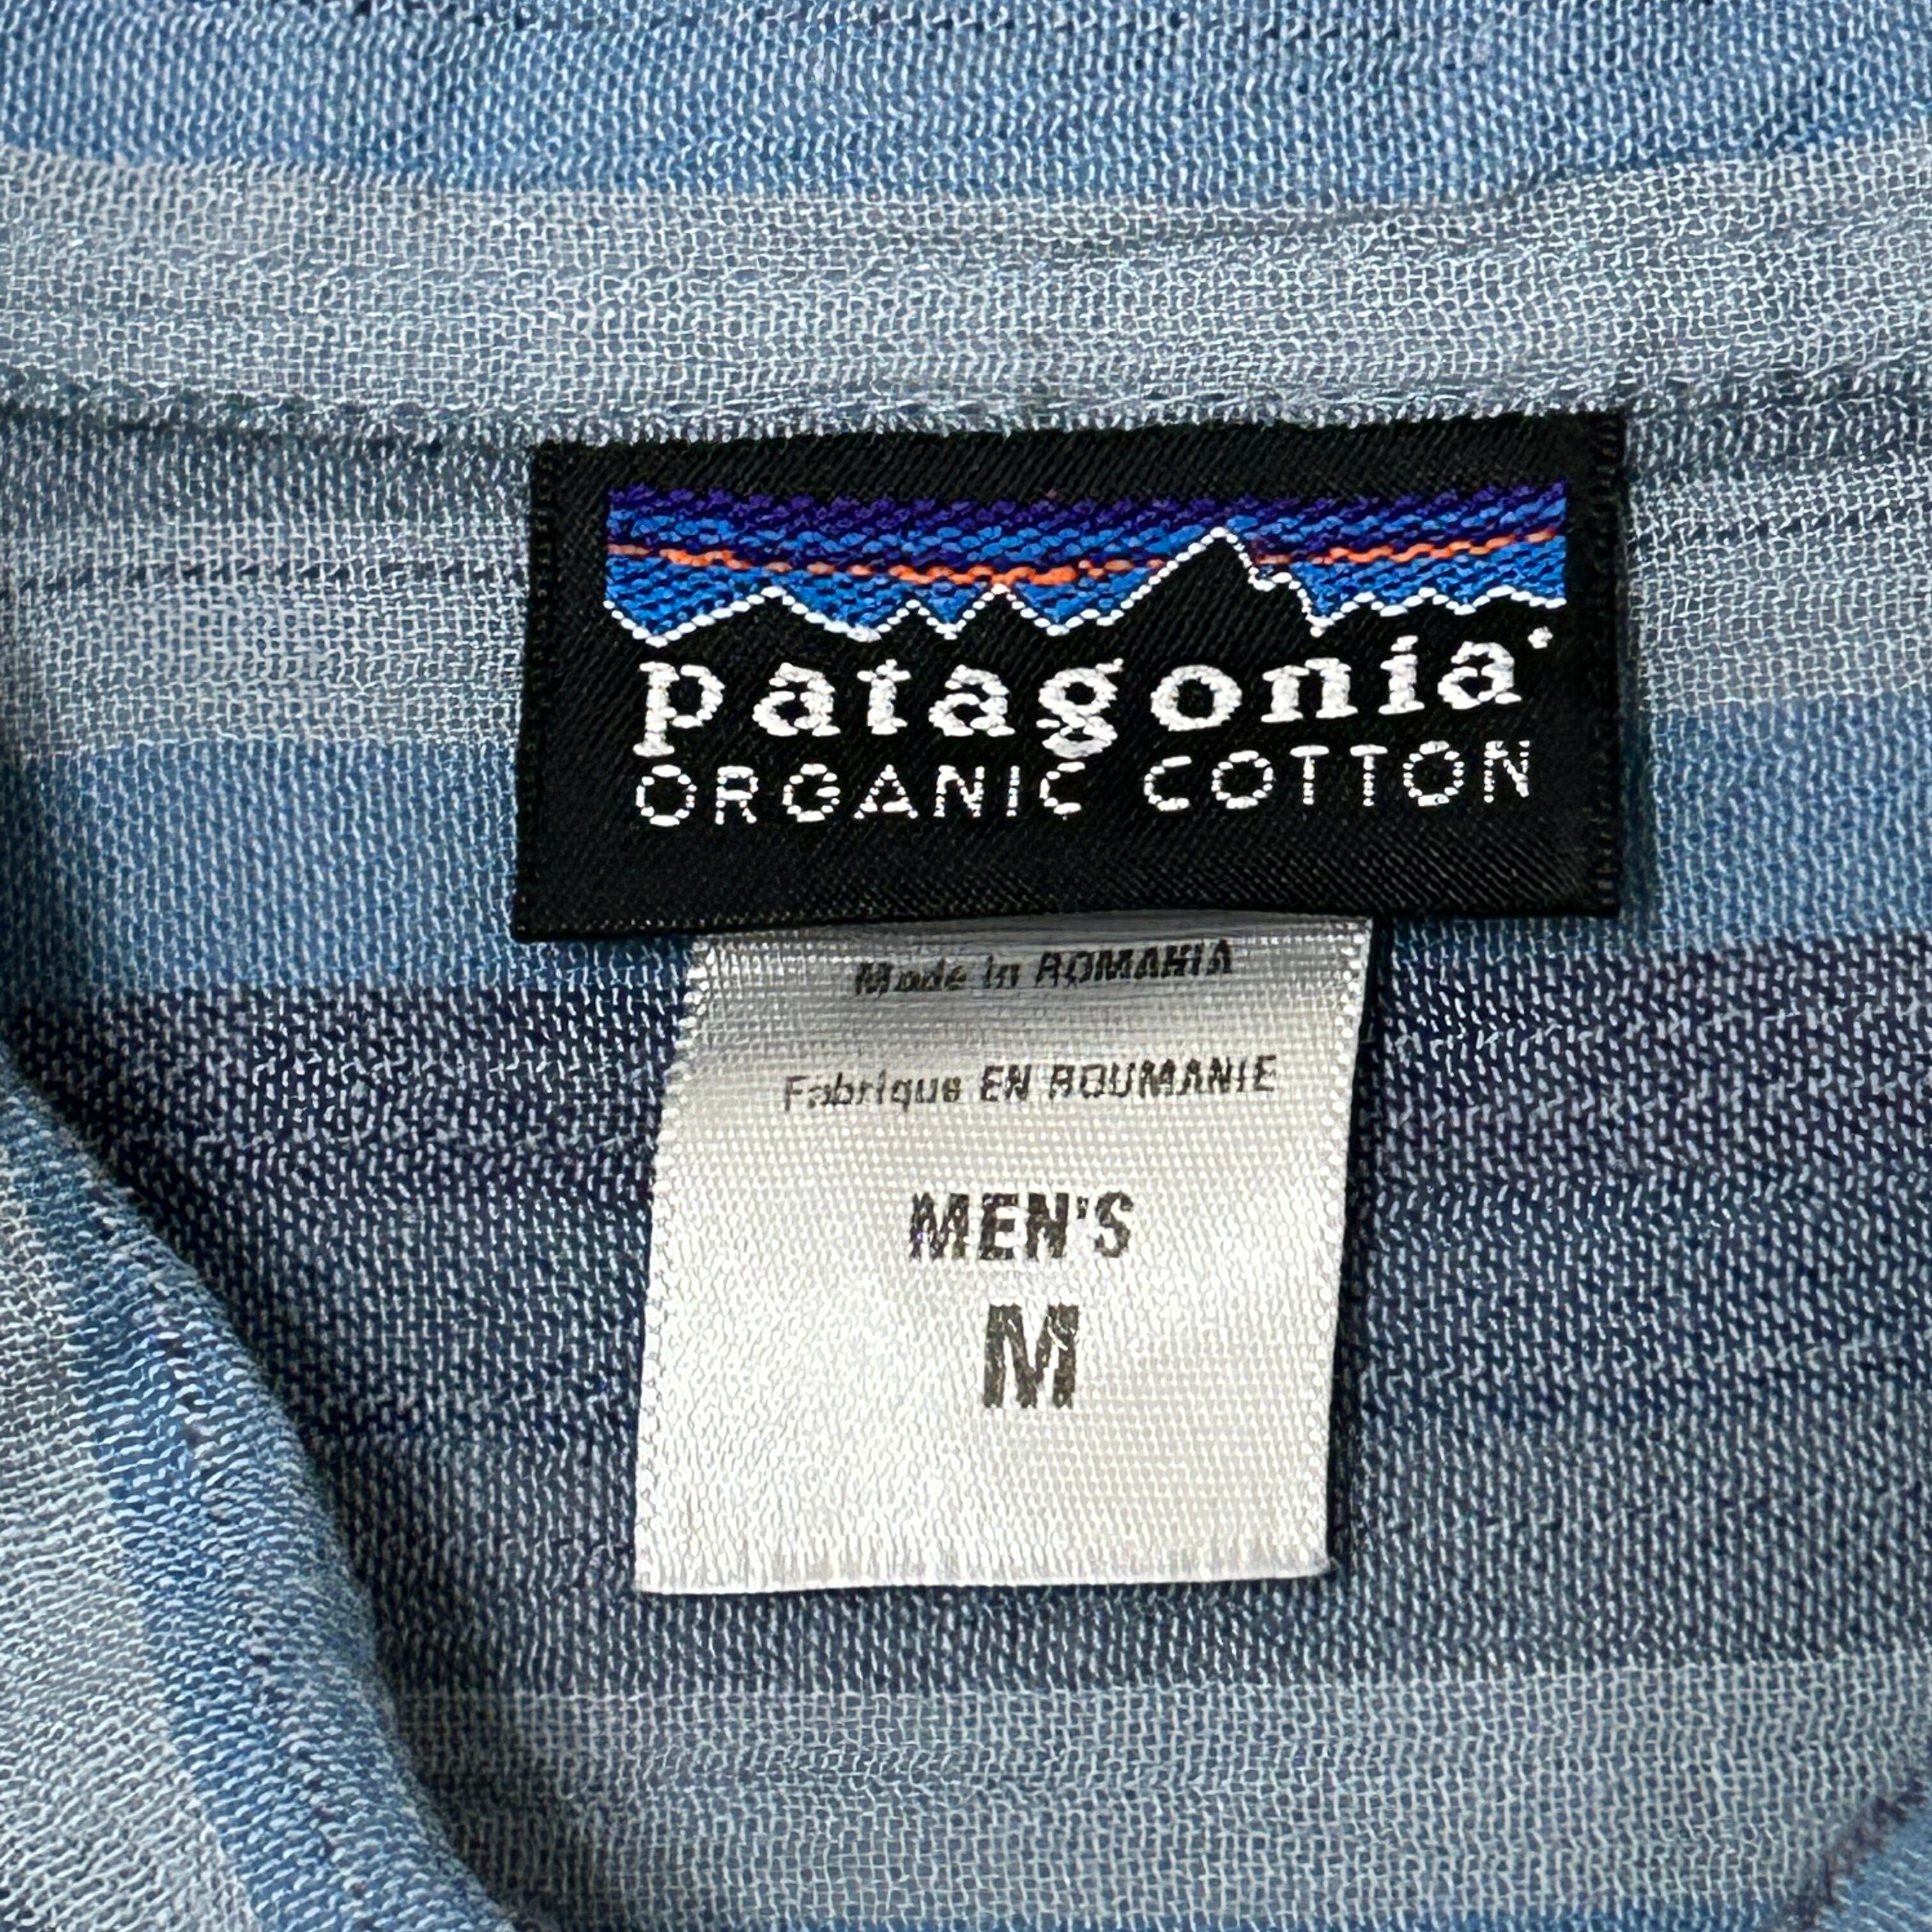 patagonia®
ORGANIC COTTON
Made in ROMANIA
Fabrique EN ROUMANIE
MEN'S
M